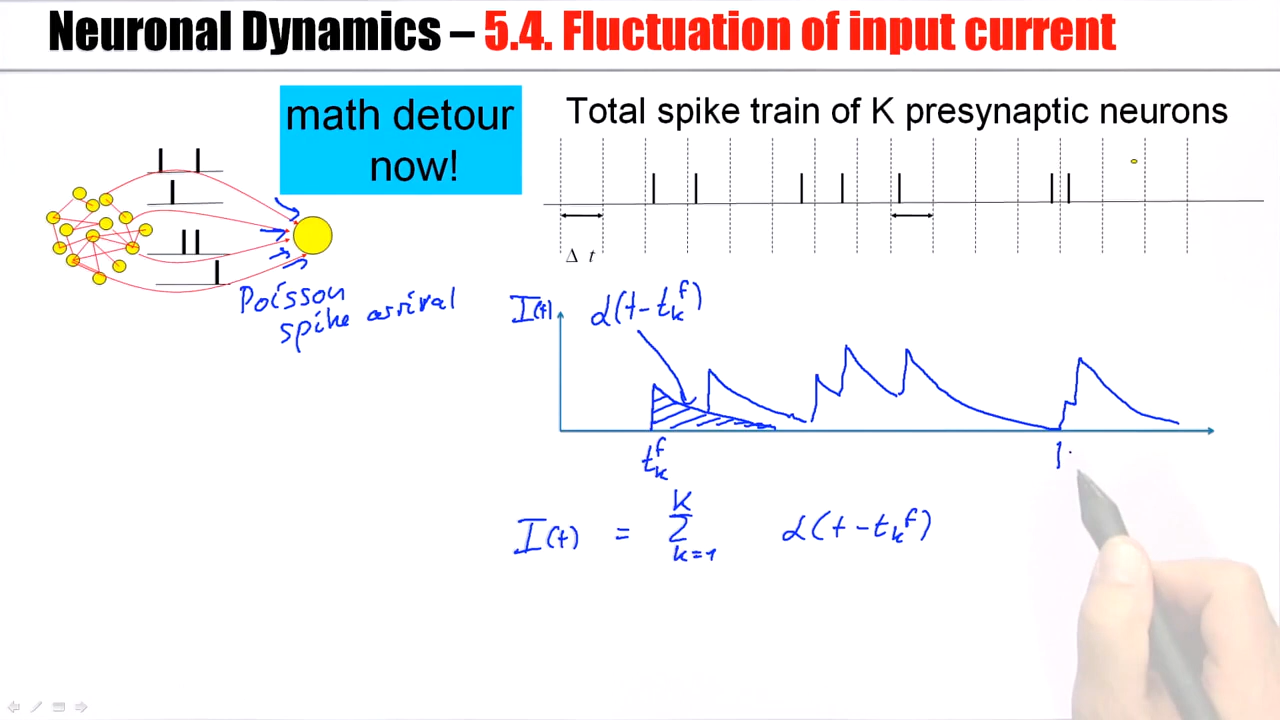 Neuronal Dynamics – 5.4. Fluctuation of input current
math detour
now!
Total spike train of K presynaptic neurons
Δ t
Poisson
spike arrival
I(t)
α(t-t_k^f)
t_k^f
I(t) = ∑_{k=1}^{K} α(t-t_k^f)